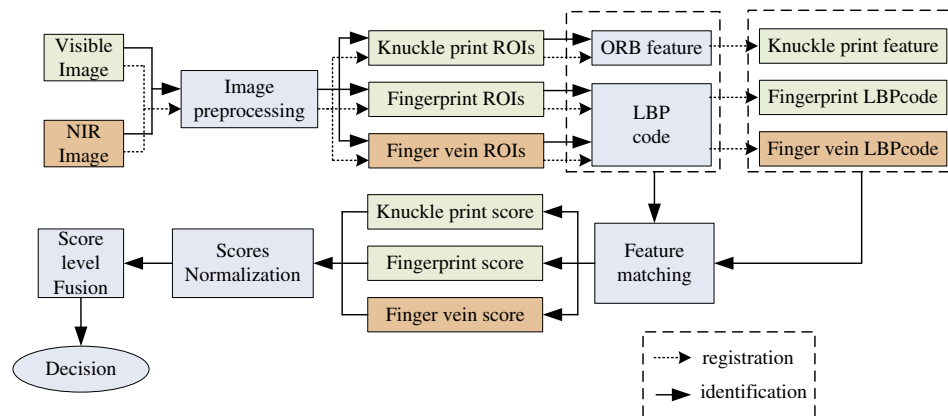 Visible
Image
NIR
Image
Image
preprocessing
Knuckle print ROIs
Fingerprint ROIs
Finger vein ROIs
ORB feature
LBP
code
Knuckle print feature
Fingerprint LBPcode
Finger vein LBPcode
Feature
matching
Knuckle print score
Fingerprint score
Finger vein score
Scores
Normalization
Score
level
Fusion
Decision
registration
identification